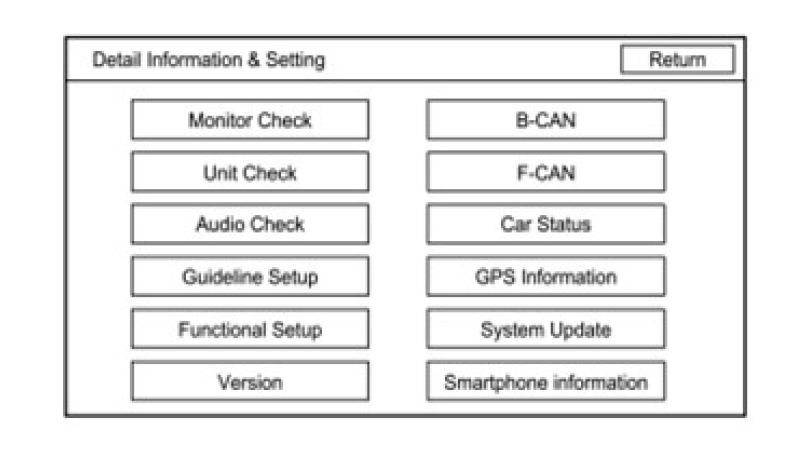 Detail Information & Setting
Return
Monitor Check
B-CAN
Unit Check
F-CAN
Audio Check
Car Status
Guideline Setup
GPS Information
Functional Setup
System Update
Version
Smartphone information